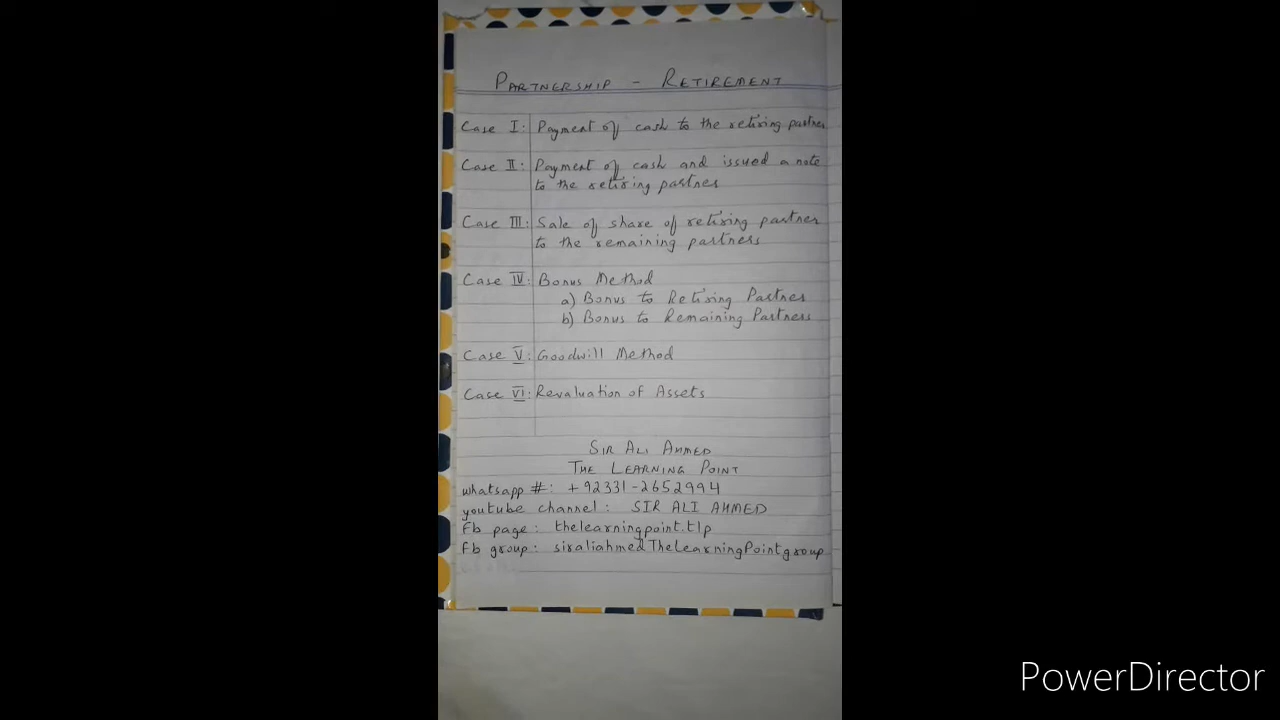 PARTNERSHIP - RETIREMENT
Case I: Payment of cash to the retiring partner
Case II: Payment of cash and issued a note
to the retiring partner
Case III: Sale of share of retiring partner
to the remaining partners
Case IV: Bonus Method
a) Bonus to Retiring Partner
b) Bonus to Remaining Partners
Case V: Goodwill Method
Case VI: Revaluation of Assets
SIR ALI AHMED
THE LEARNING POINT
whatsapp #: +92331-2652994
youtube channel: SIR ALI AHMED
Fb page: thelearningpoint.tlp
Fb group: siraliahmedTheLearningPointgroup
PowerDirector